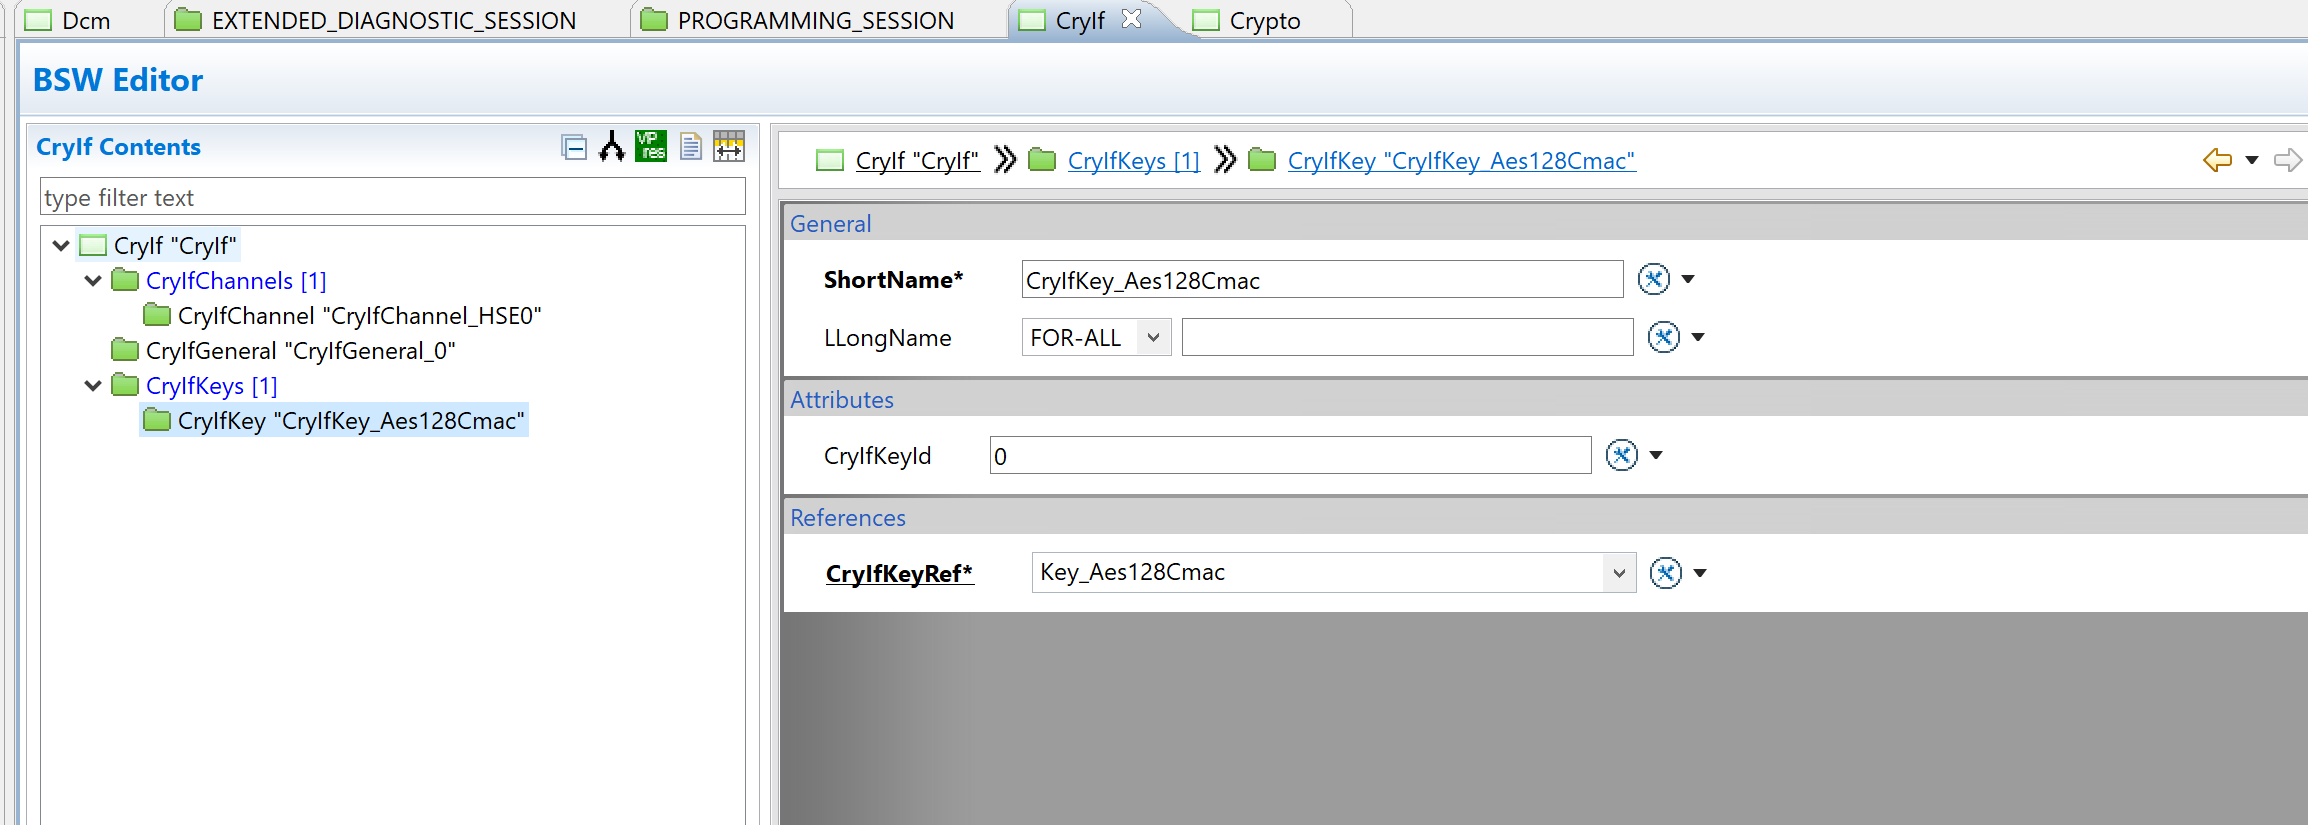 Dcm EXTENDED_DIAGNOSTIC_SESSION PROGRAMMING_SESSION CryIf Crypto
BSW Editor
CryIf Contents
VIP
res
type filter text
CryIf "CryIf"
CryIfChannels [1]
CryIfChannel "CryIfChannel_HSE0"
CryIfGeneral "CryIfGeneral_0"
CryIfKeys [1]
CryIfKey "CryIfKey_Aes128Cmac"
CryIf "CryIf" CryIfKeys [1] CryIfKey "CryIfKey_Aes128Cmac"
General
ShortName* CryIfKey_Aes128Cmac
LLongName FOR-ALL
Attributes
CryIfKeyId 0
References
CryIfKeyRef* Key_Aes128Cmac